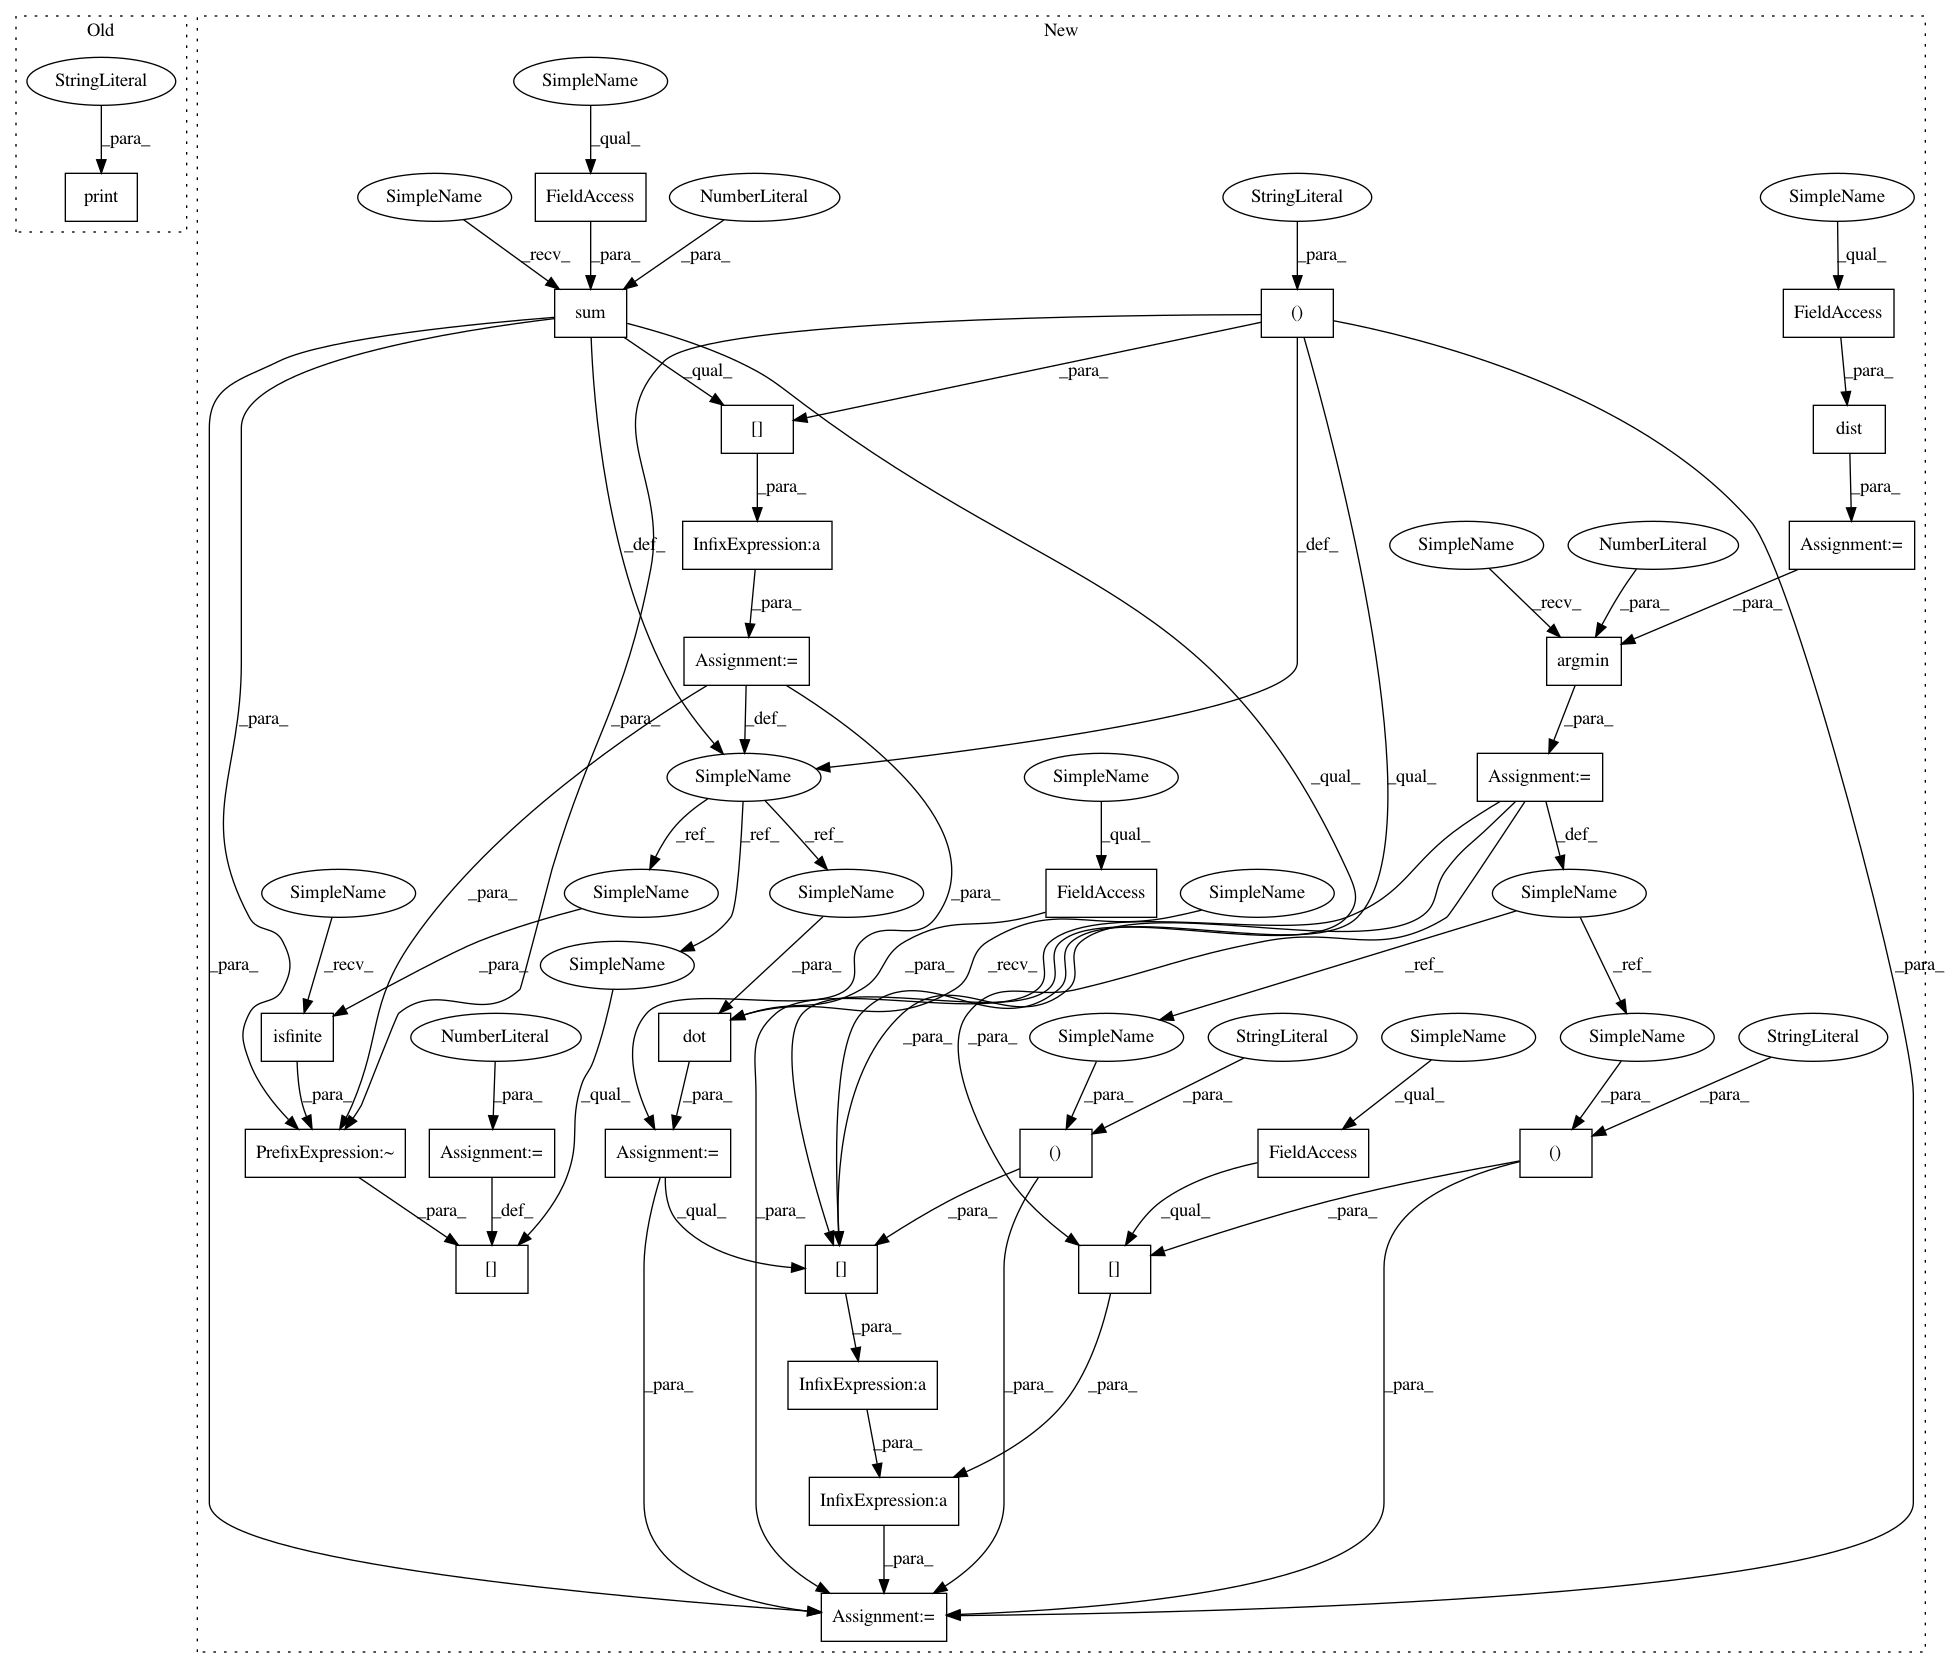 Old
New
StringLiteral
SimpleName
_para_
_qual_
print
SimpleName
FieldAccess
NumberLiteral
StringLiteral
SimpleName
_recv_
_para_
_para_
_para_
_qual_
sum
()
FieldAccess
_qual_
_para_
_para_
[]
dist
_para_
_para_
_def_
_def_
InfixExpression:a
SimpleName
NumberLiteral
Assignment:=
_para_
_recv_
_para_
_para_
Assignment:=
argmin
_para_
_para_
_def_
_para_
SimpleName
SimpleName
_qual_
_qual_
Assignment:=
_ref_
_ref_
_ref_
_qual_
_def_
SimpleName
SimpleName
SimpleName
_para_
_para_
FieldAccess
SimpleName
SimpleName
_para_
_recv_
SimpleName
_para_
_para_
_para_
_recv_
_ref_
_ref_
_para_
isfinite
NumberLiteral
dot
_para_
_para_
SimpleName
StringLiteral
SimpleName
SimpleName
StringLiteral
_para_
_para_
_qual_
_para_
_para_
_para_
_qual_
_para_
_para_
PrefixExpression:~
Assignment:=
Assignment:=
()
FieldAccess
()
_para_
_def_
_qual_
_para_
_para_
_qual_
_para_
[]
[]
[]
_para_
_para_
_para_
_para_
_para_
InfixExpression:a
_para_
InfixExpression:a
_para_
Assignment:=